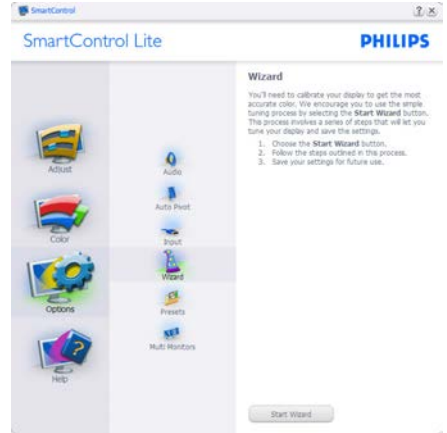 SmartControl
SmartControl Lite
PHILIPS
Adjust
Color
Options
Help
Audio
Auto Pivot
Input
Wizard
Presets
Multi Monitors
Wizard
You'll need to calibrate your display to get the most
accurate color. We encourage you to use the simple
tuning process by selecting the Start Wizard button.
This process involves a series of steps that will let you
tune your display and save the settings.
1. Choose the Start Wizard button.
2. Follow the steps outlined in this process.
3. Save your settings for future use.
Start Wizard